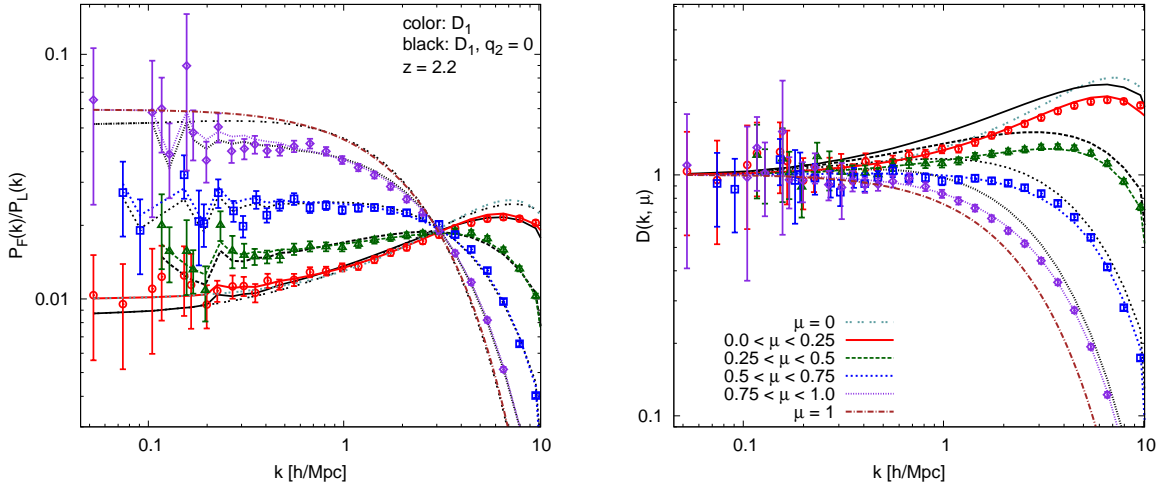 color: D₁
black: D₁, q₂ = 0
z = 2.2
0.1
0.01
P_F(k)/P_L(k)
0.1
1
10
k [h/Mpc]
D(k, μ)
1
0.1
μ = 0
0.0 < μ < 0.25
0.25 < μ < 0.5
0.5 < μ < 0.75
0.75 < μ < 1.0
μ = 1
0.1
1
10
k [h/Mpc]